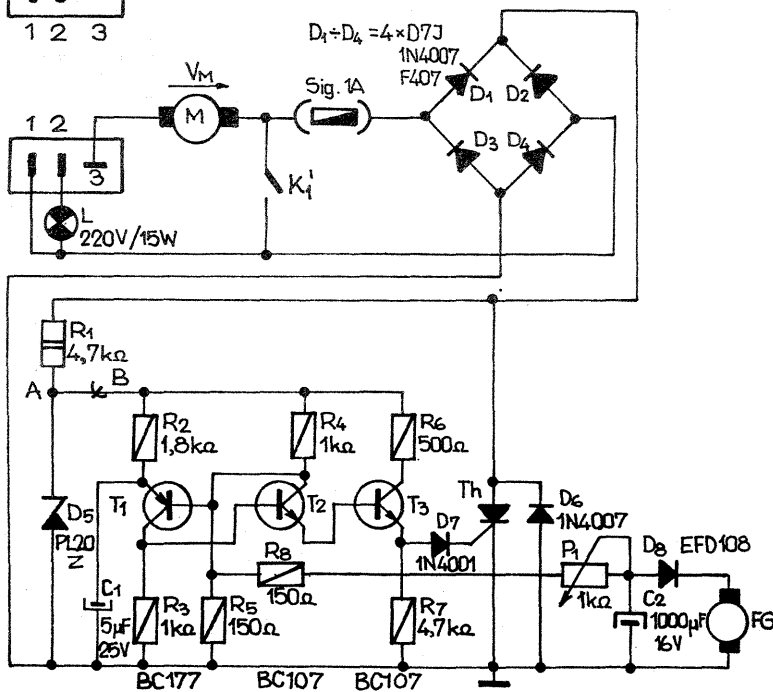 1 2 3
D1÷D4 = 4×D7J
1N4007
F407
VM
Sig. 1A
M
D1 D2
D3 D4
1 2
3
K1'
L
220V/15W
R1
4,7kΩ
A B
R2
1,8kΩ
R4
1kΩ
R6
500Ω
T1 T2 T3
Th
D6
1N4007
D5
PL20
Z
D7
1N4001
P1
1kΩ
D8 EFD108
R8
150Ω
C1
5μF
25V
R3
1kΩ
R5
150Ω
R7
4,7kΩ
C2
1000μF
16V
FG
BC177 BC107 BC107